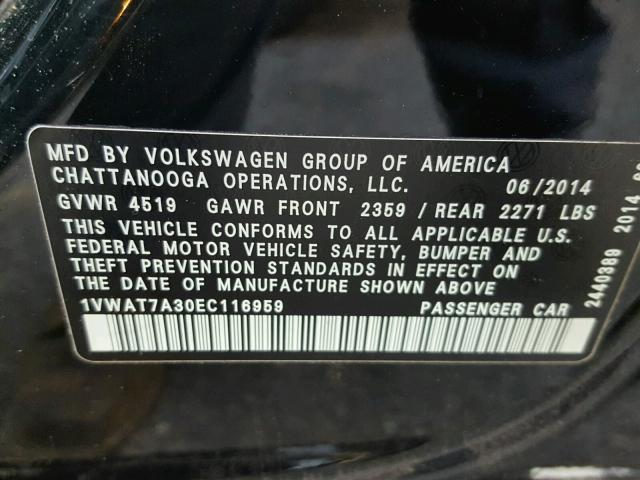 MFD BY VOLKSWAGEN GROUP OF AMERICA
CHATTANOOGA OPERATIONS, LLC. 06/2014
GVWR 4519 GAWR FRONT 2359 / REAR 2271 LBS
THIS VEHICLE CONFORMS TO ALL APPLICABLE U.S.
FEDERAL MOTOR VEHICLE SAFETY, BUMPER AND
THEFT PREVENTION STANDARDS IN EFFECT ON
THE DATE OF MANUFACTURE SHOWN ABOVE
1VWAT7A30EC116959 PASSENGER CAR
2440389 2014